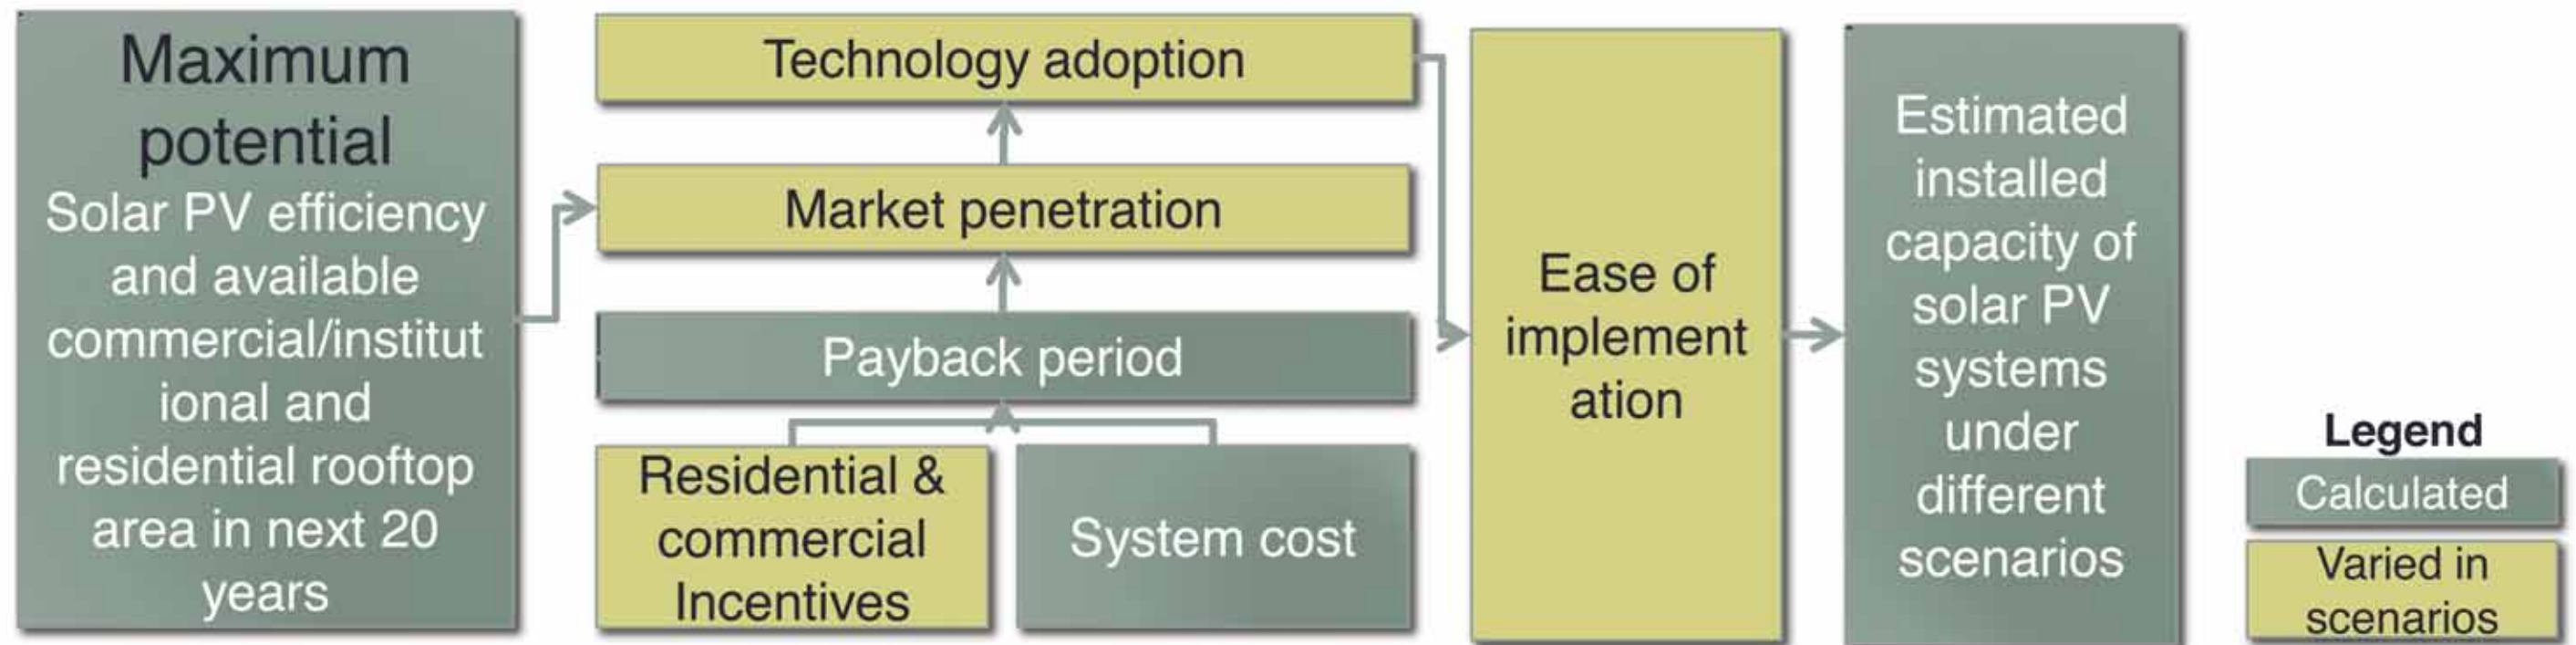 Maximum
potential
Solar PV efficiency
and available
commercial/institut
ional and
residential rooftop
area in next 20
years
Technology adoption
Market penetration
Payback period
Residential &
commercial
Incentives
System cost
Ease of
implement
ation
Estimated
installed
capacity of
solar PV
systems
under
different
scenarios
Legend
Calculated
Varied in
scenarios